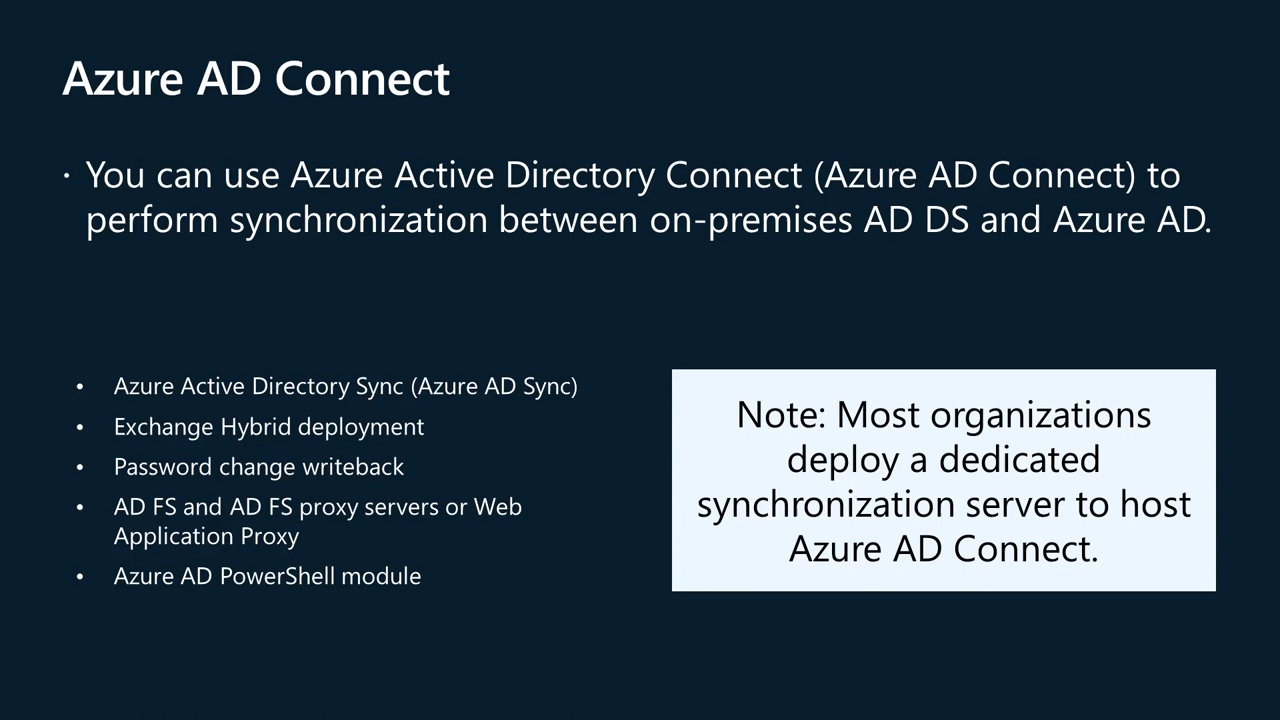 Azure AD Connect
• You can use Azure Active Directory Connect (Azure AD Connect) to
perform synchronization between on-premises AD DS and Azure AD.
• Azure Active Directory Sync (Azure AD Sync)
• Exchange Hybrid deployment
• Password change writeback
• AD FS and AD FS proxy servers or Web
Application Proxy
• Azure AD PowerShell module
Note: Most organizations
deploy a dedicated
synchronization server to host
Azure AD Connect.